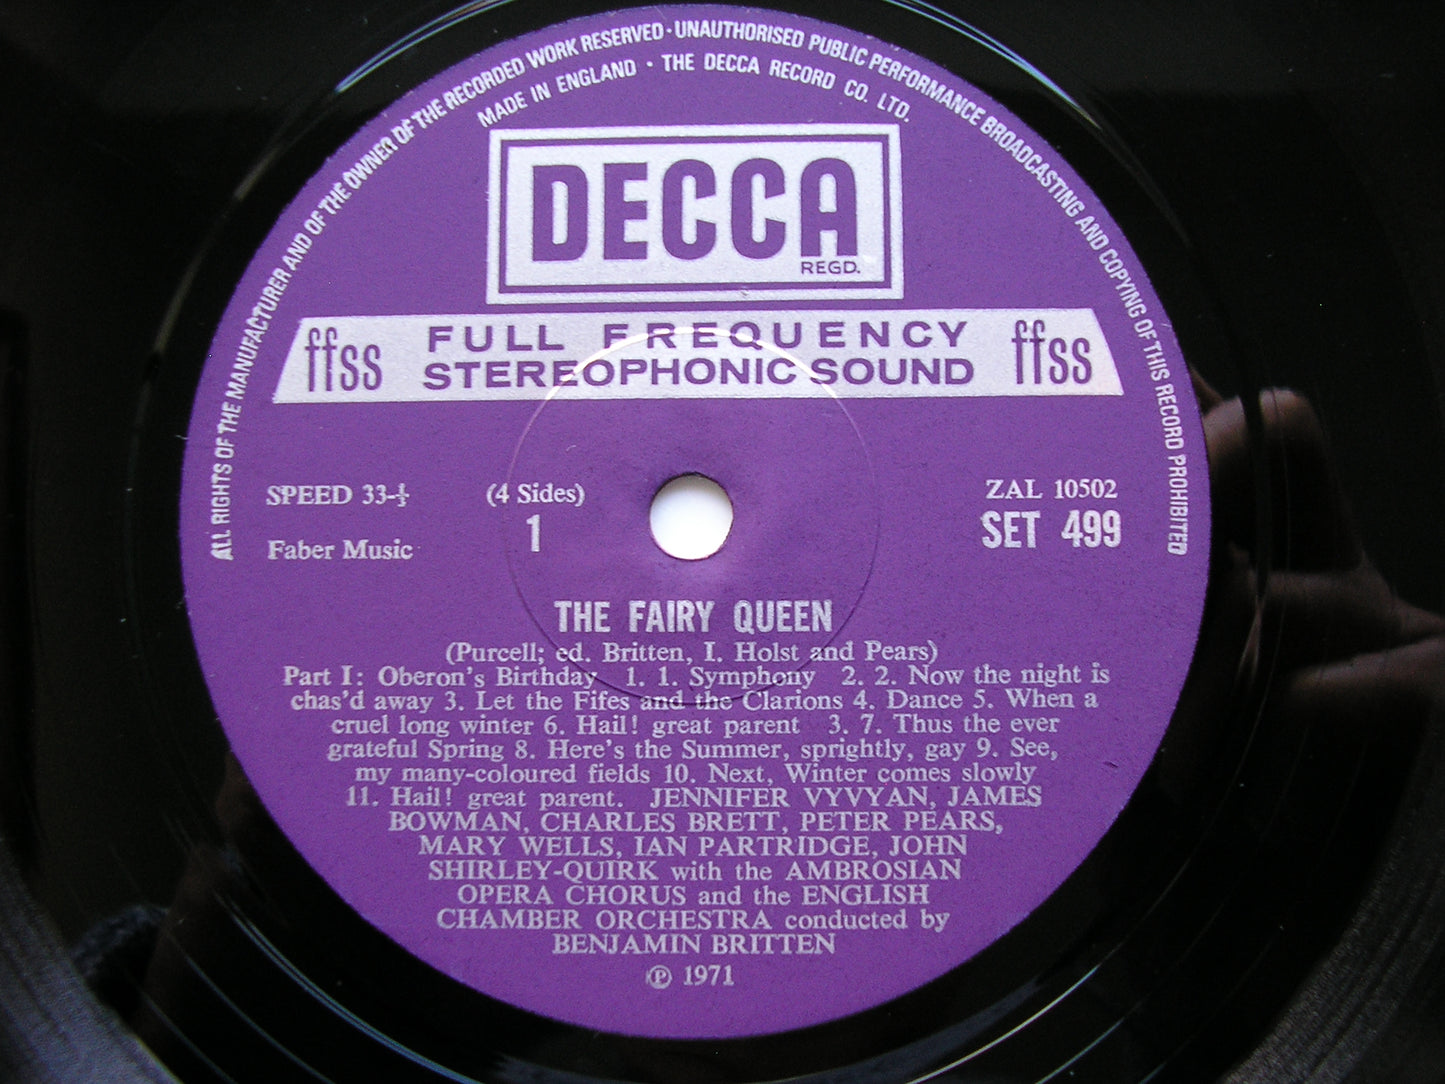 ALL RIGHTS OF THE MANUFACTURER AND OF THE OWNER OF THE RECORDED WORK RESERVED · UNAUTHORISED PUBLIC PERFORMANCE BROADCASTING AND COPYING OF THIS RECORD PROHIBITED
MADE IN ENGLAND · THE DECCA RECORD CO. LTD.
DECCA
REGD.
ffss FULL FREQUENCY ffss
STEREOPHONIC SOUND
SPEED 33-⅓ (4 Sides) ZAL 10502
1 SET 499
Faber Music
THE FAIRY QUEEN
(Purcell; ed. Britten, I. Holst and Pears)
Part I: Oberon's Birthday 1. 1. Symphony 2. 2. Now the night is
chas'd away 3. Let the Fifes and the Clarions 4. Dance 5. When a
cruel long winter 6. Hail! great parent 3. 7. Thus the ever
grateful Spring 8. Here's the Summer, sprightly, gay 9. See,
my many-coloured fields 10. Next, Winter comes slowly
11. Hail! great parent. JENNIFER VYVYAN, JAMES
BOWMAN, CHARLES BRETT, PETER PEARS,
MARY WELLS, IAN PARTRIDGE, JOHN
SHIRLEY-QUIRK with the AMBROSIAN
OPERA CHORUS and the ENGLISH
CHAMBER ORCHESTRA conducted by
BENJAMIN BRITTEN
℗ 1971